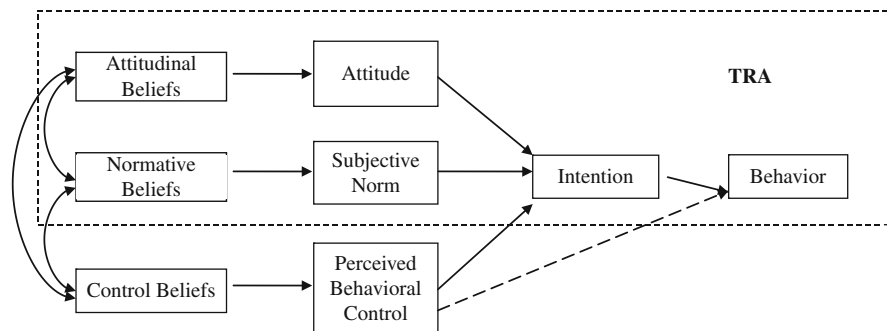 Attitudinal
Beliefs
Attitude
TRA
Normative
Beliefs
Subjective
Norm
Intention
Behavior
Control Beliefs
Perceived
Behavioral
Control